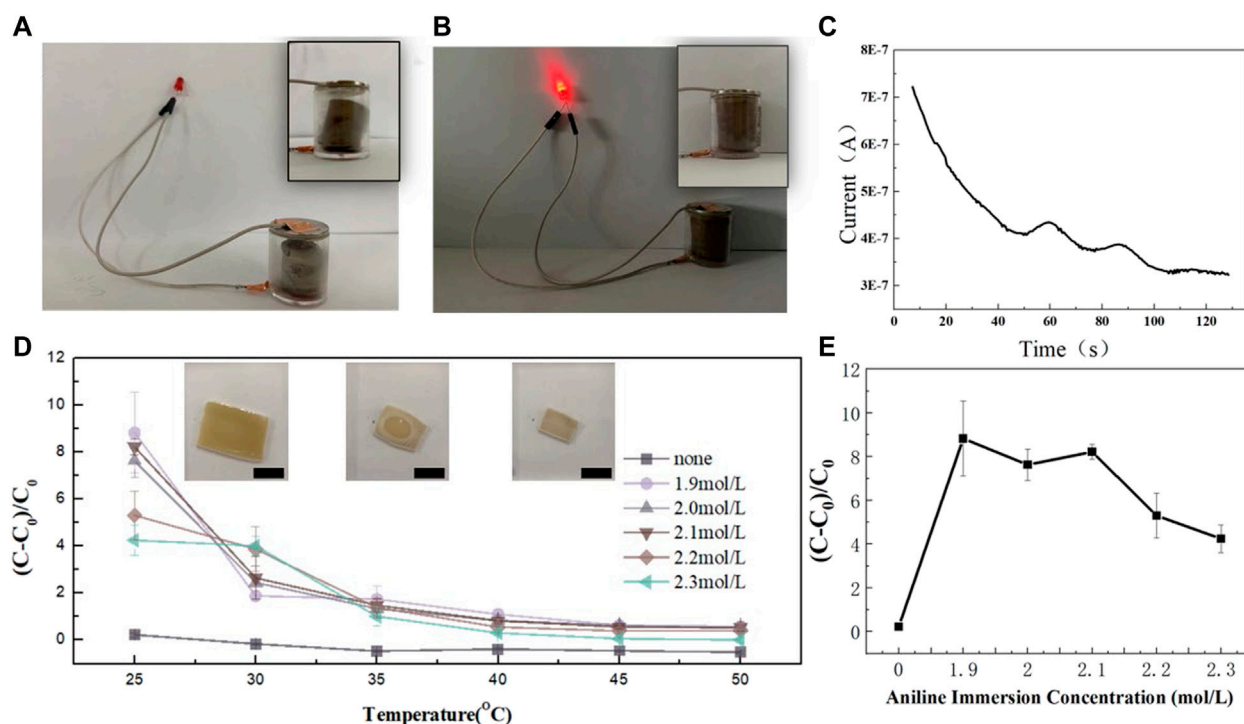 A
B
C
8E-7
7E-7
6E-7
5E-7
4E-7
3E-7
Current (A)
0 20 40 60 80 100 120
Time (s)
D
12
10
8
6
4
2
0
(C-C₀)/C₀
none
1.9mol/L
2.0mol/L
2.1mol/L
2.2mol/L
2.3mol/L
25 30 35 40 45 50
Temperature(°C)
E
12
10
8
6
4
2
0
(C-C₀)/C₀
0 1.9 2 2.1 2.2 2.3
Aniline Immersion Concentration (mol/L)